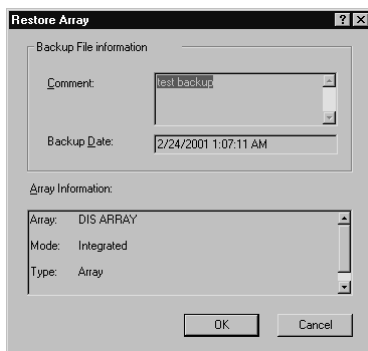 Restore Array
Backup File information
Comment: test backup
Backup Date: 2/24/2001 1:07:11 AM
Array Information:
Array: DIS ARRAY
Mode: Integrated
Type: Array
OK Cancel